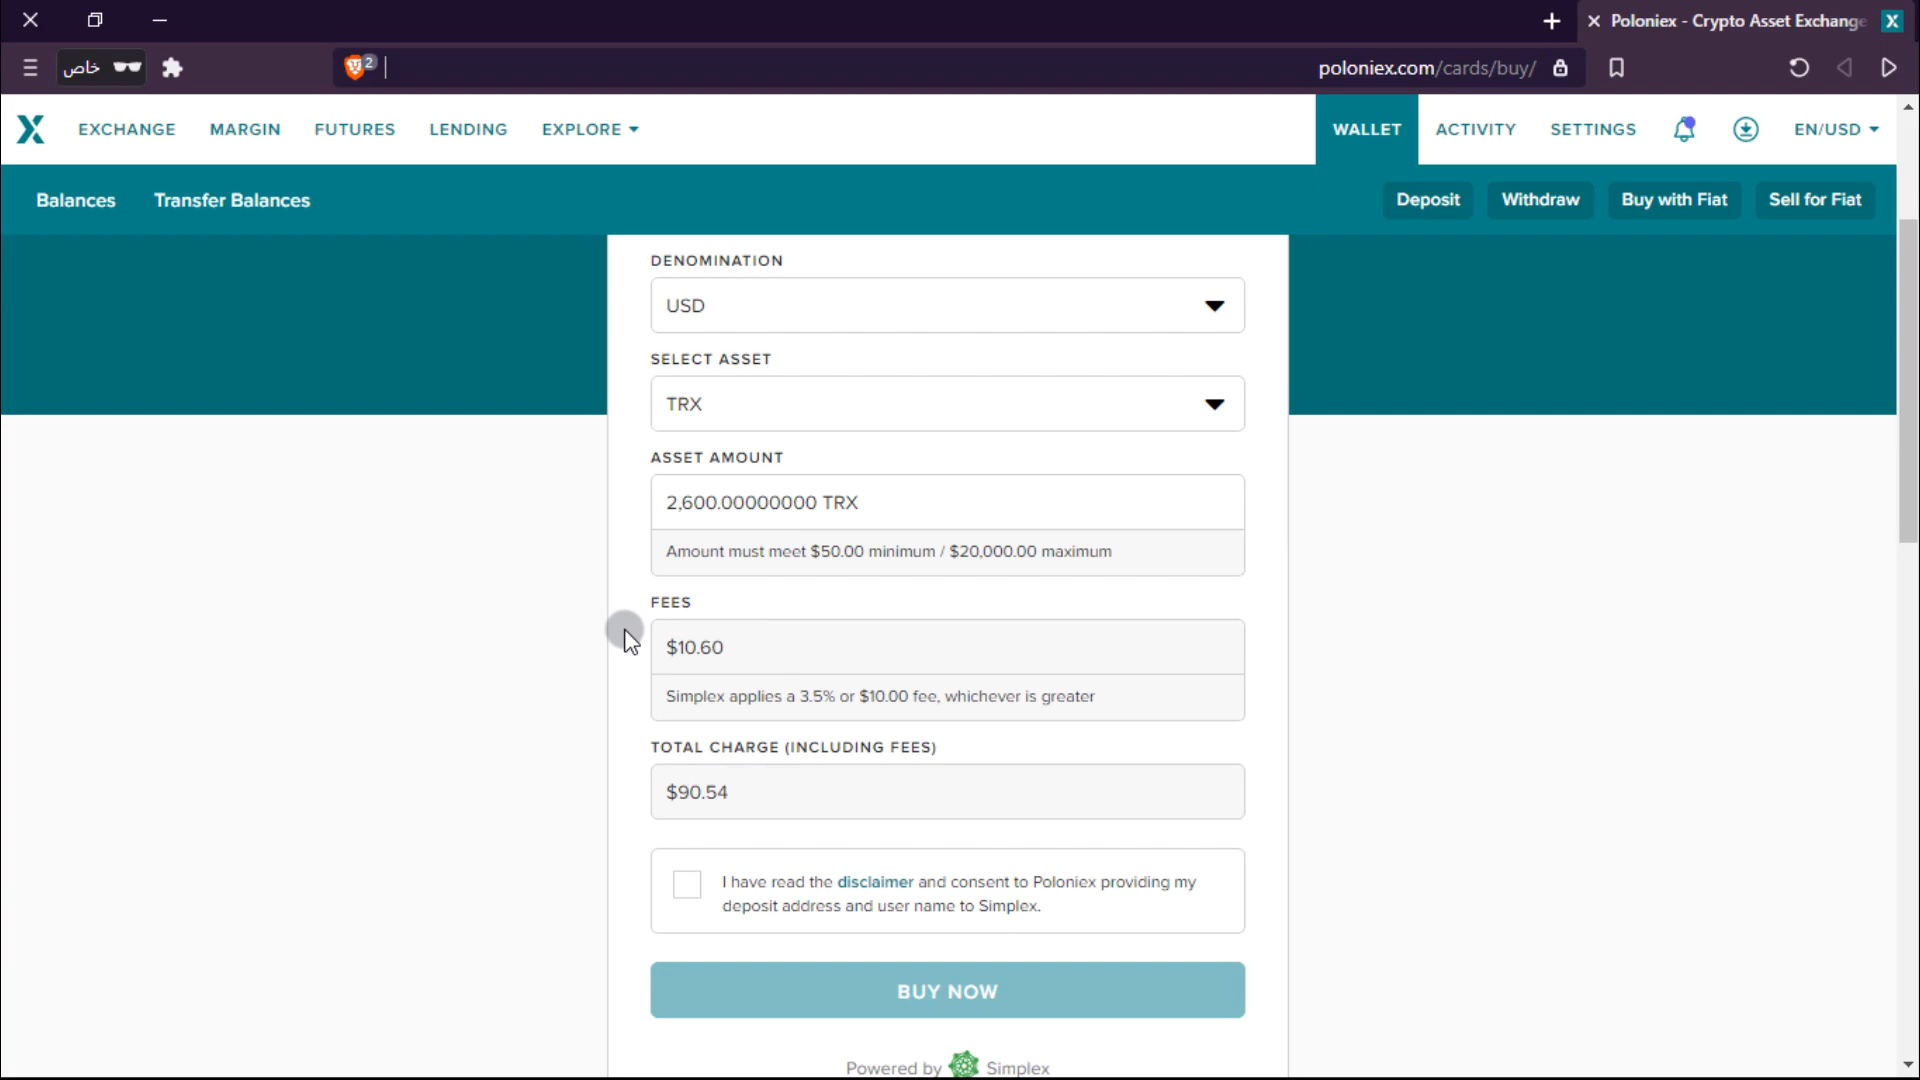 Poloniex - Crypto Asset Exchange
خاص
2
poloniex.com/cards/buy/
EXCHANGE MARGIN FUTURES LENDING EXPLORE WALLET ACTIVITY SETTINGS EN/USD
Balances Transfer Balances Deposit Withdraw Buy with Fiat Sell for Fiat
DENOMINATION
USD
SELECT ASSET
TRX
ASSET AMOUNT
2,600.00000000 TRX
Amount must meet $50.00 minimum / $20,000.00 maximum
FEES
$10.60
Simplex applies a 3.5% or $10.00 fee, whichever is greater
TOTAL CHARGE (INCLUDING FEES)
$90.54
I have read the disclaimer and consent to Poloniex providing my
deposit address and user name to Simplex.
BUY NOW
Powered by Simplex